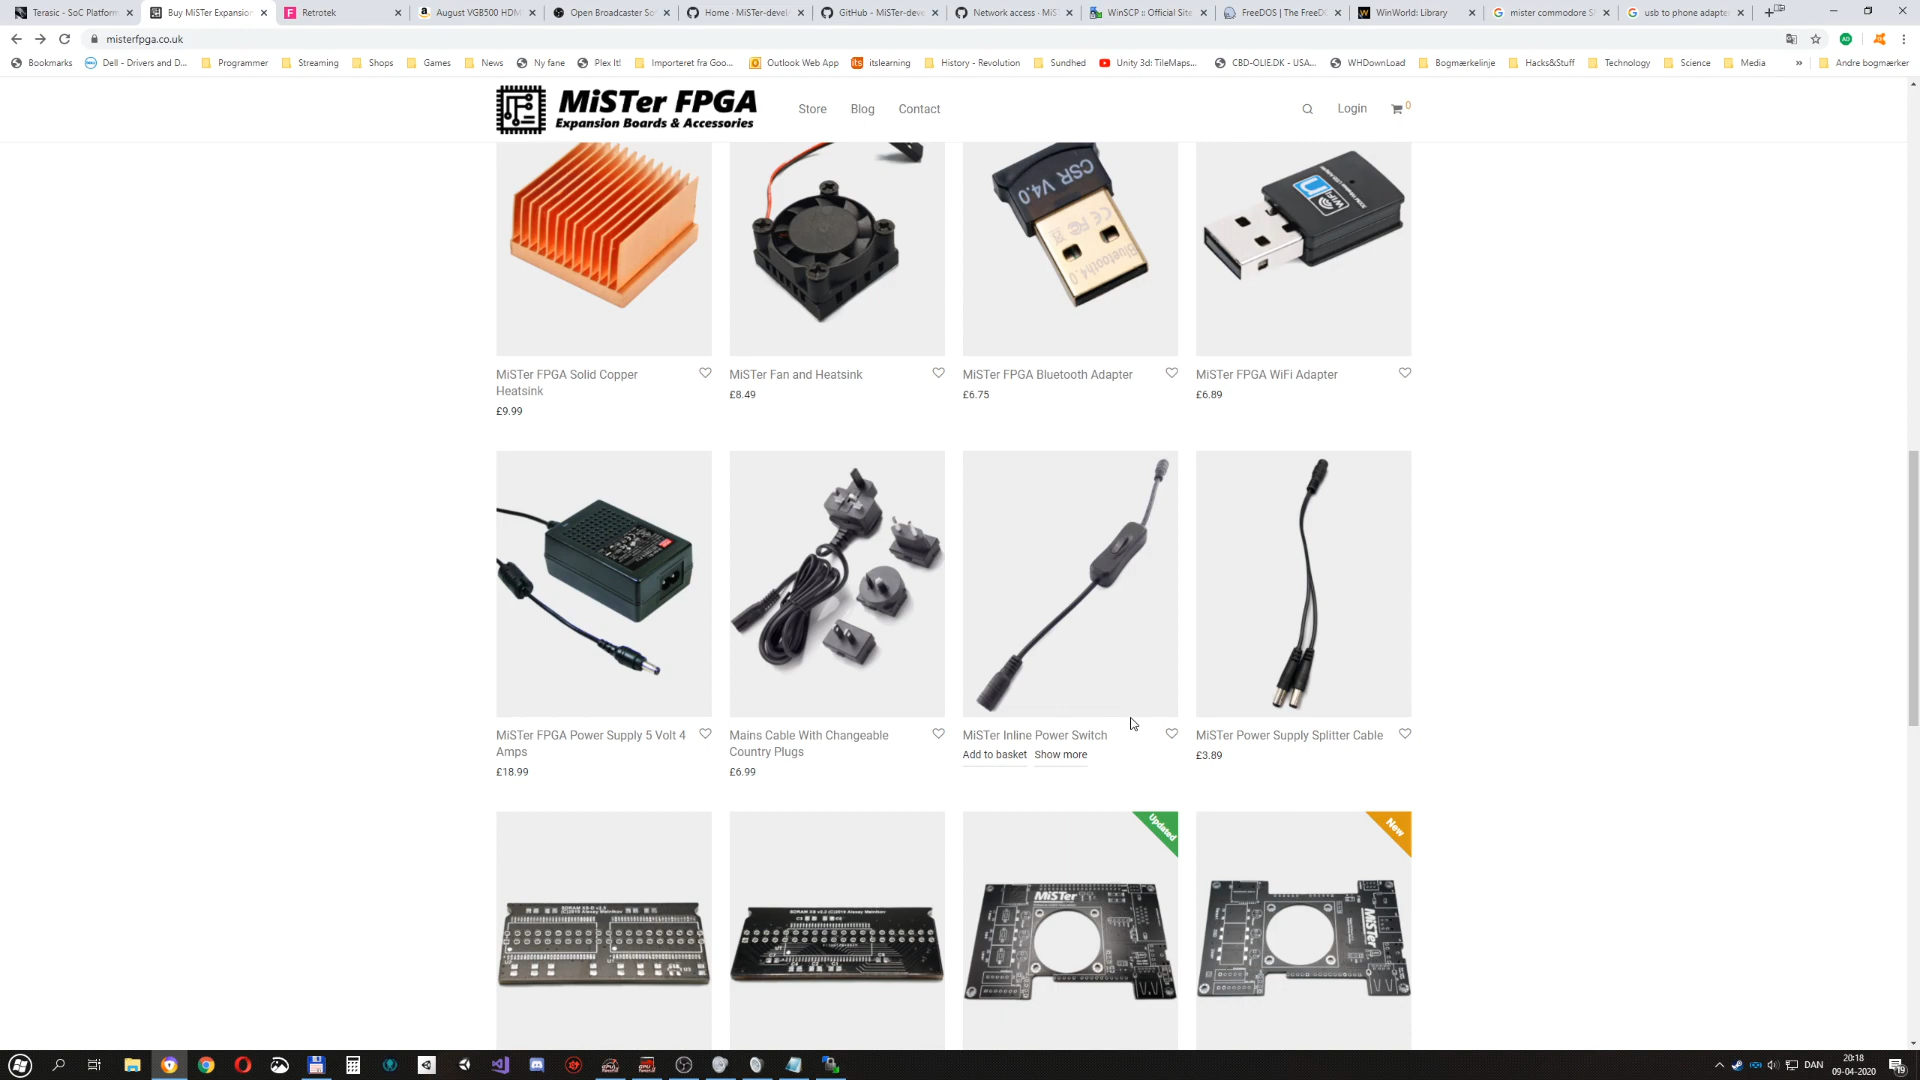 Terasic - SoC Platform
Buy MiSTer Expansion
Retrotek
August VGB500 HDM
Open Broadcaster So
Home · MiSTer-devel/
GitHub - MiSTer-deve
Network access · MiST
WinSCP :: Official Site
FreeDOS | The FreeDO
WinWorld: Library
mister commodore
usb to phone adapte
misterfpga.co.uk
Bookmarks
Dell - Drivers and D...
Programmer
Streaming
Shops
Games
News
Ny fane
Plex It!
Importeret fra Goo...
Outlook Web App
itslearning
History - Revolution
Sundhed
Unity 3d: TileMaps...
CBD-OLIE.DK - USA...
WHDownLoad
Bogmærkelinje
Hacks&Stuff
Technology
Science
Media
»
Andre bogmærker
MiSTer FPGA
Expansion Boards & Accessories
Store
Blog
Contact
Login
0
CSR V4.0
Bluetooth4.0
WiFi
MiSTer FPGA Solid Copper
Heatsink
£9.99
MiSTer Fan and Heatsink
£8.49
MiSTer FPGA Bluetooth Adapter
£6.75
MiSTer FPGA WiFi Adapter
£6.89
MiSTer FPGA Power Supply 5 Volt 4
Amps
£18.99
Mains Cable With Changeable
Country Plugs
£6.99
MiSTer Inline Power Switch
Add to basket Show more
MiSTer Power Supply Splitter Cable
£3.89
Updated
New
MiSTer
MiSTer
DAN
20:18
09-04-2020
19